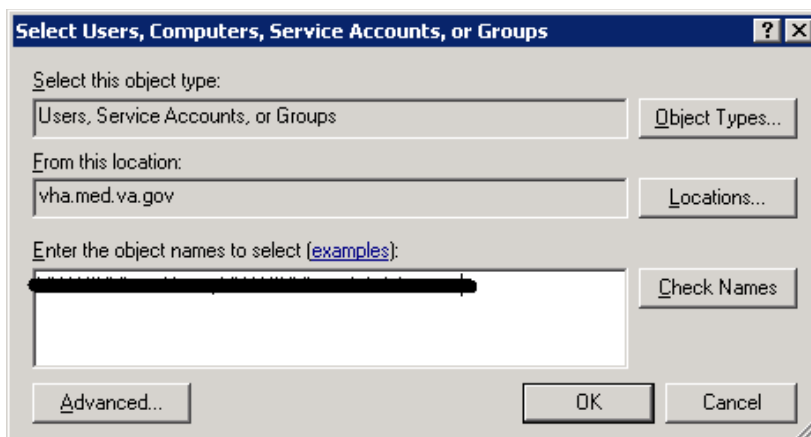 Select Users, Computers, Service Accounts, or Groups
Select this object type:
Users, Service Accounts, or Groups
Object Types...
From this location:
vha.med.va.gov
Locations...
Enter the object names to select (examples):
Check Names
Advanced...
OK
Cancel